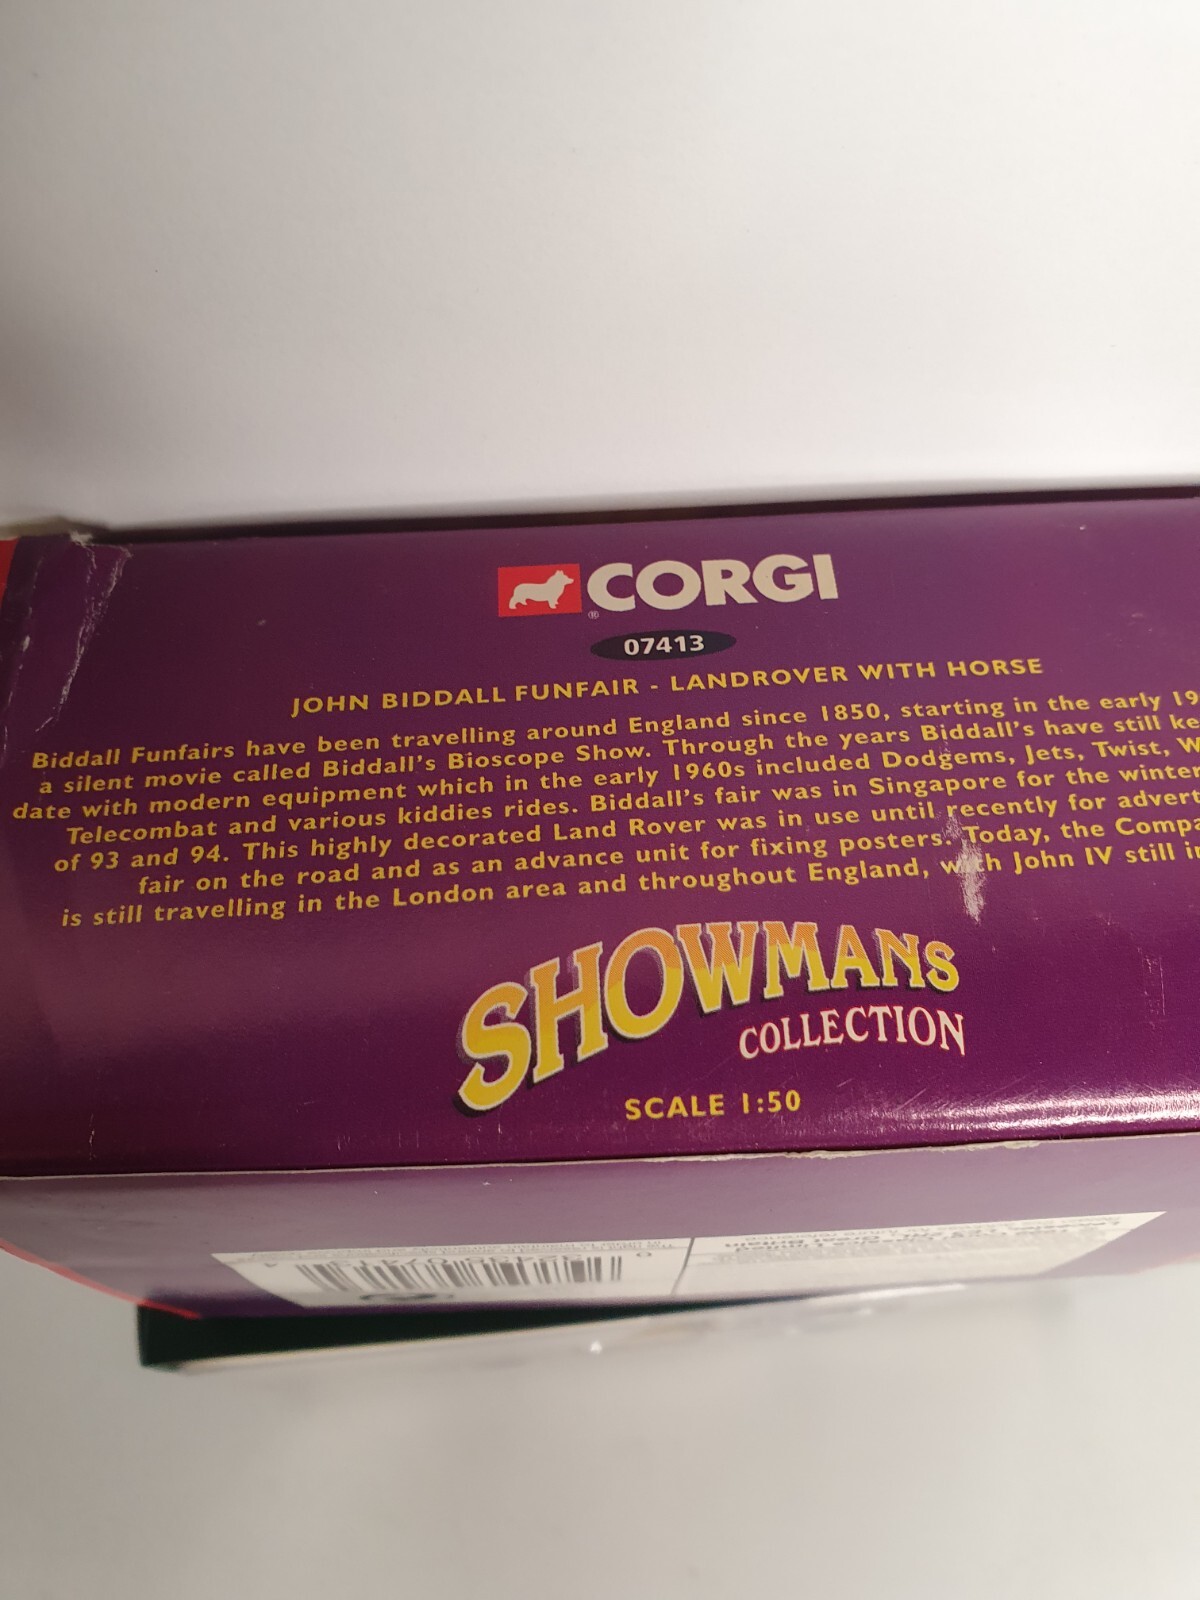 CORGI
®
07413
JOHN BIDDALL FUNFAIR - LANDROVER WITH HORSE
Biddall Funfairs have been travelling around England since 1850, starting in the early 19
a silent movie called Biddall's Bioscope Show. Through the years Biddall's have still ke
date with modern equipment which in the early 1960s included Dodgems, Jets, Twist, W
Telecombat and various kiddies rides. Biddall's fair was in Singapore for the winter
of 93 and 94. This highly decorated Land Rover was in use until recently for advert
fair on the road and as an advance unit for fixing posters. Today, the Compa
is still travelling in the London area and throughout England, with John IV still in
SHOWMANS
COLLECTION
SCALE 1:50